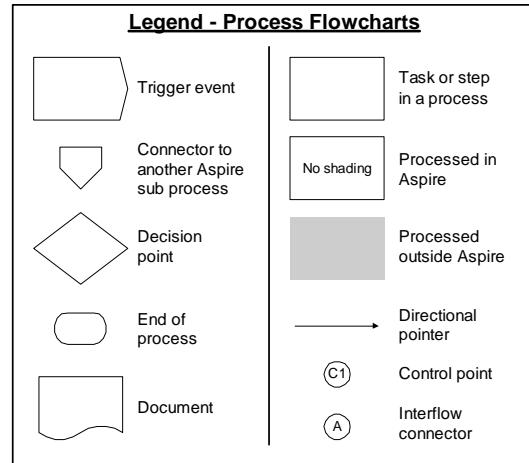 Legend - Process Flowcharts
Trigger event
Connector to
another Aspire
sub process
Decision
point
End of
process
Document
Task or step
in a process
No shading
Processed in
Aspire
Processed
outside Aspire
Directional
pointer
C1
Control point
A
Interflow
connector